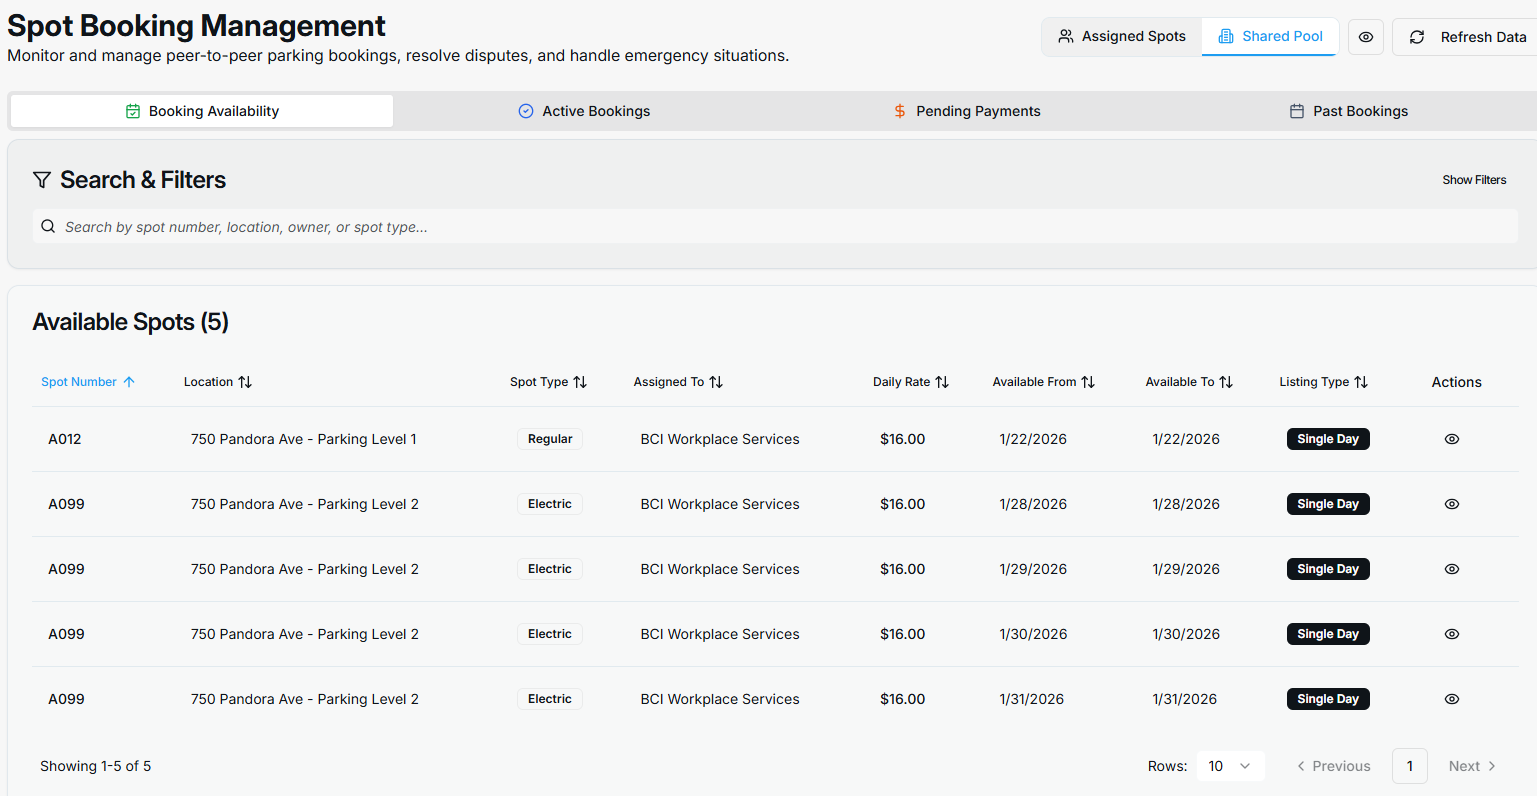 Spot Booking Management
Monitor and manage peer-to-peer parking bookings, resolve disputes, and handle emergency situations.
Assigned Spots Shared Pool Refresh Data
Booking Availability Active Bookings Pending Payments Past Bookings
Search & Filters Show Filters
Search by spot number, location, owner, or spot type...
Available Spots (5)
Spot Number Location Spot Type Assigned To Daily Rate Available From Available To Listing Type Actions
A012 750 Pandora Ave - Parking Level 1 Regular BCI Workplace Services $16.00 1/22/2026 1/22/2026 Single Day
A099 750 Pandora Ave - Parking Level 2 Electric BCI Workplace Services $16.00 1/28/2026 1/28/2026 Single Day
A099 750 Pandora Ave - Parking Level 2 Electric BCI Workplace Services $16.00 1/29/2026 1/29/2026 Single Day
A099 750 Pandora Ave - Parking Level 2 Electric BCI Workplace Services $16.00 1/30/2026 1/30/2026 Single Day
A099 750 Pandora Ave - Parking Level 2 Electric BCI Workplace Services $16.00 1/31/2026 1/31/2026 Single Day
Showing 1-5 of 5 Rows: 10 Previous 1 Next